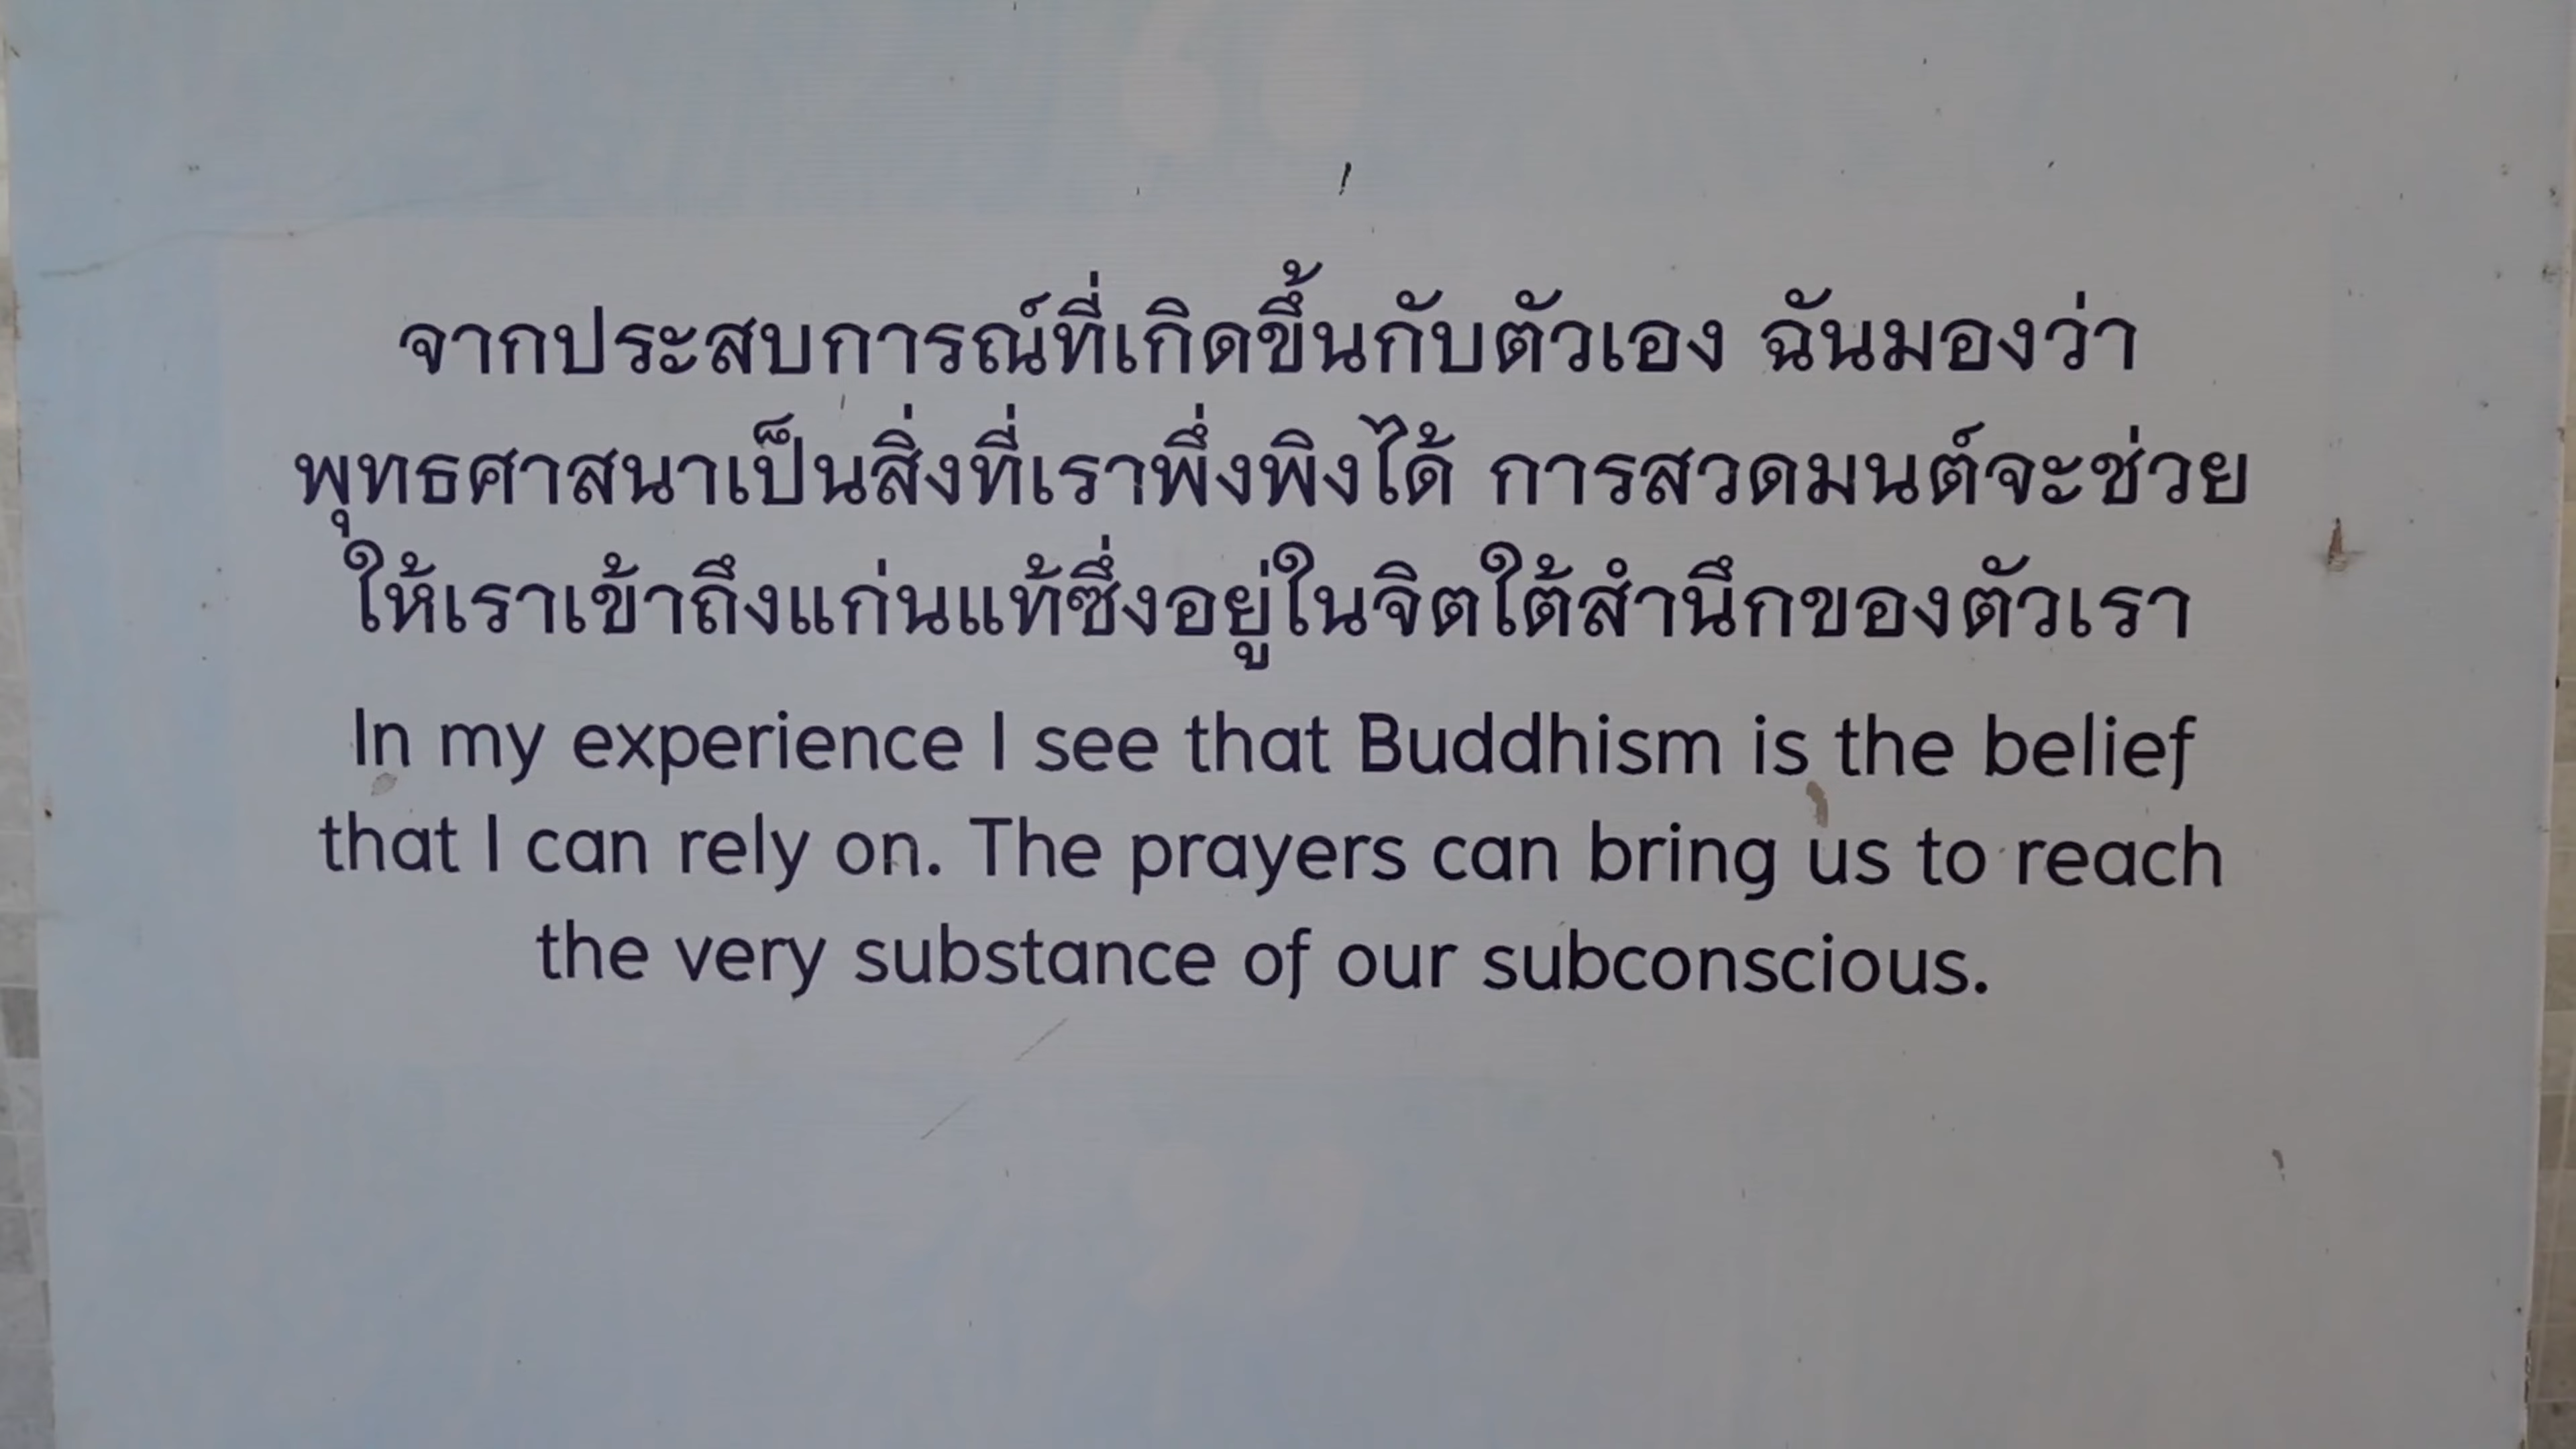 จากประสบการณ์ที่เกิดขึ้นกับตัวเอง ฉันมองว่า
พุทธศาสนาเป็นสิ่งที่เราพึ่งพิงได้ การสวดมนต์จะช่วย
ให้เราเข้าถึงแก่นแท้ซึ่งอยู่ในจิตใต้สำนึกของตัวเรา
In my experience I see that Buddhism is the belief
that I can rely on. The prayers can bring us to reach
the very substance of our subconscious.